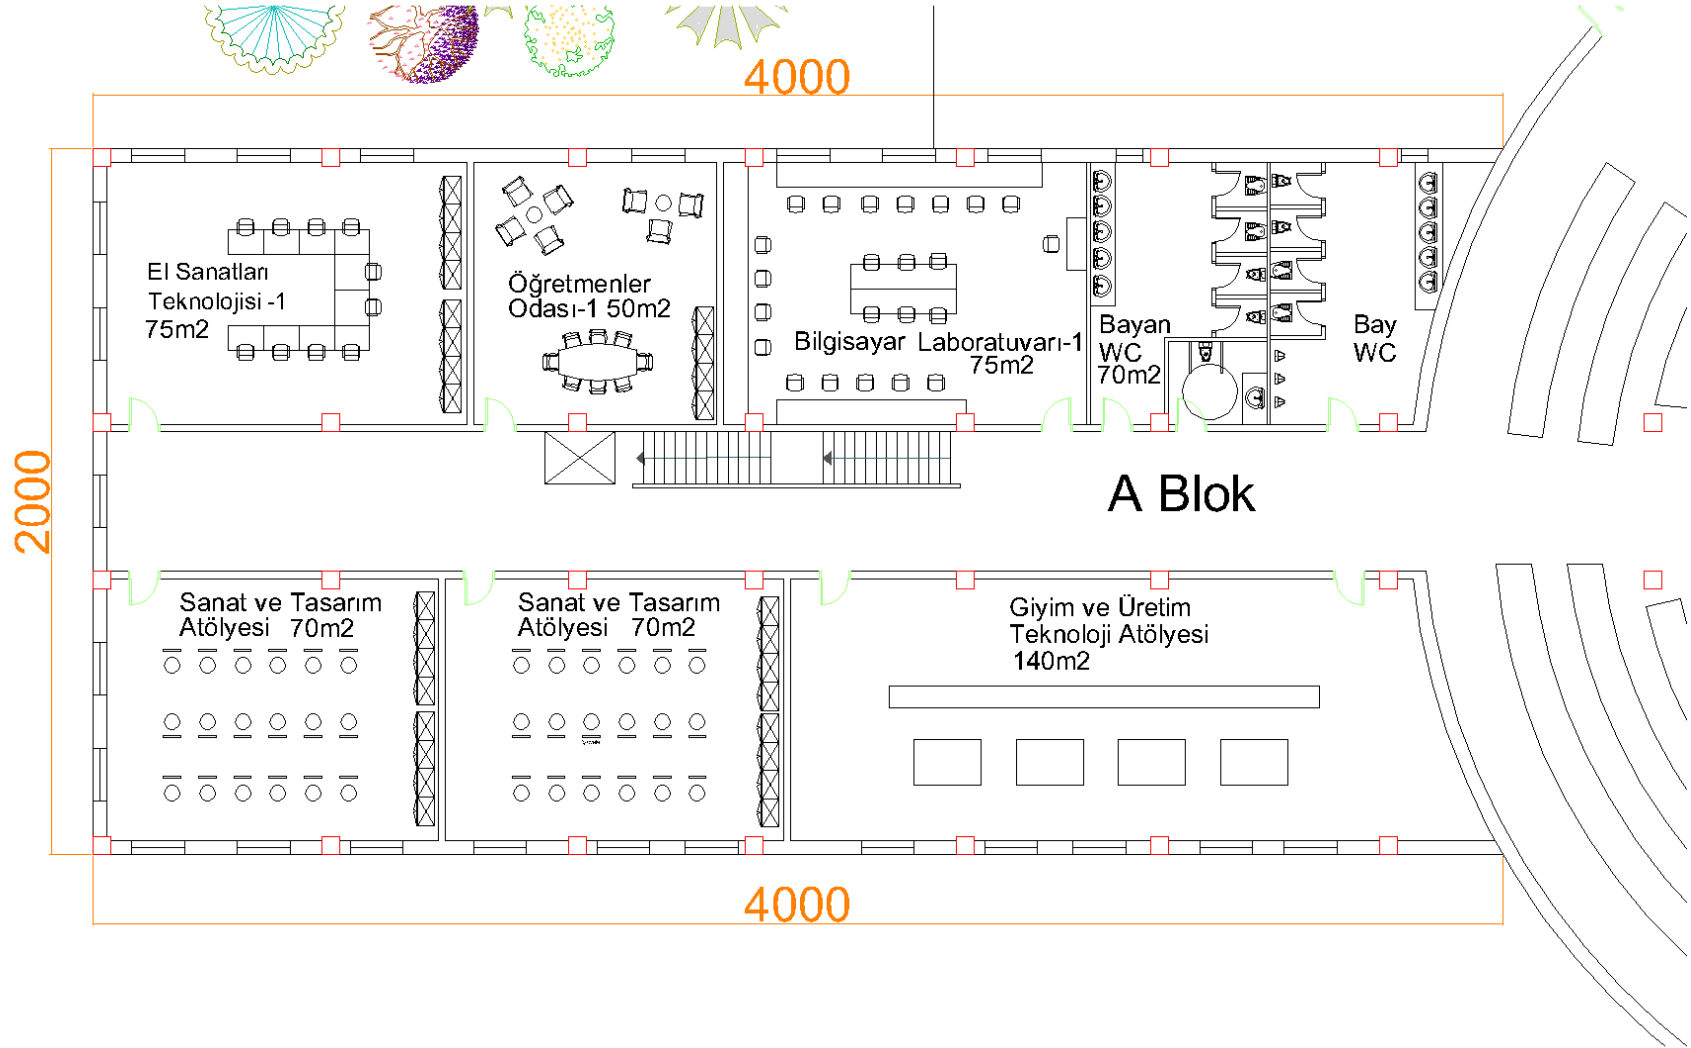 4000
El Sanatları
Teknolojisi -1
75m2
Öğretmenler
Odası-1 50m2
Bilgisayar Laboratuvarı-1
75m2
Bayan
WC
70m2
Bay
WC
2000
A Blok
Sanat ve Tasarım
Atölyesi 70m2
Sanat ve Tasarım
Atölyesi 70m2
Giyim ve Üretim
Teknoloji Atölyesi
140m2
4000